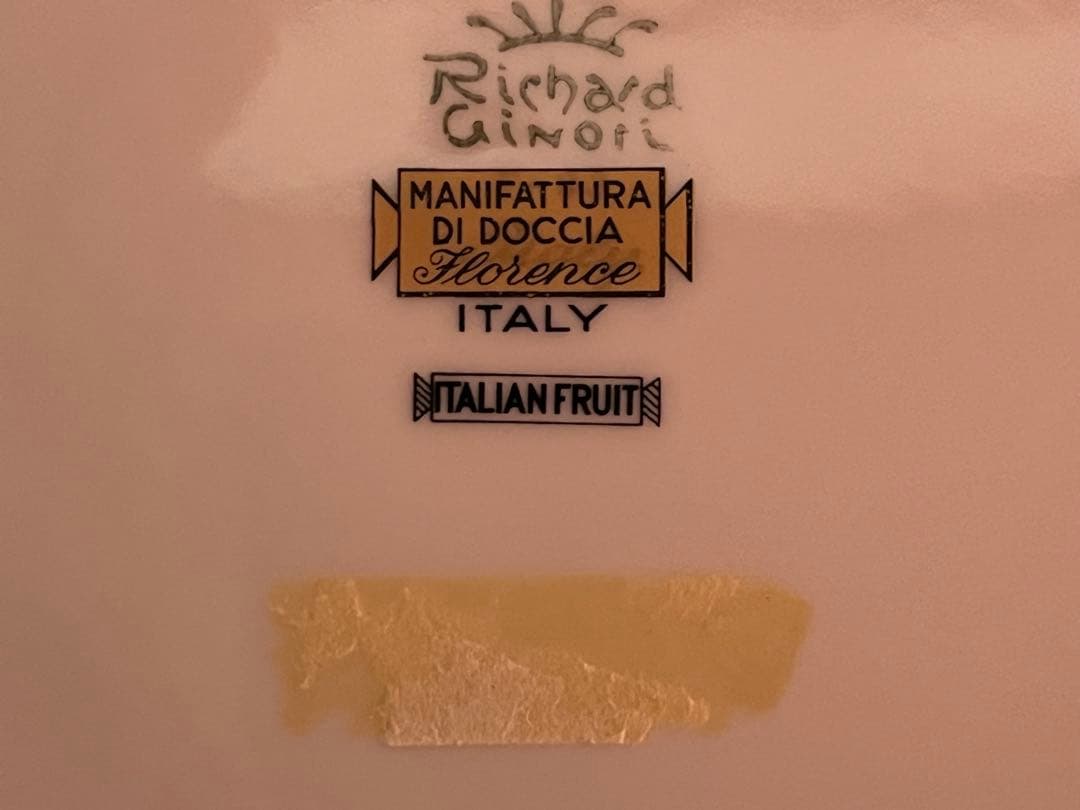 Richard
Ginori
MANIFATTURA
DI DOCCIA
Florence
ITALY
ITALIAN FRUIT